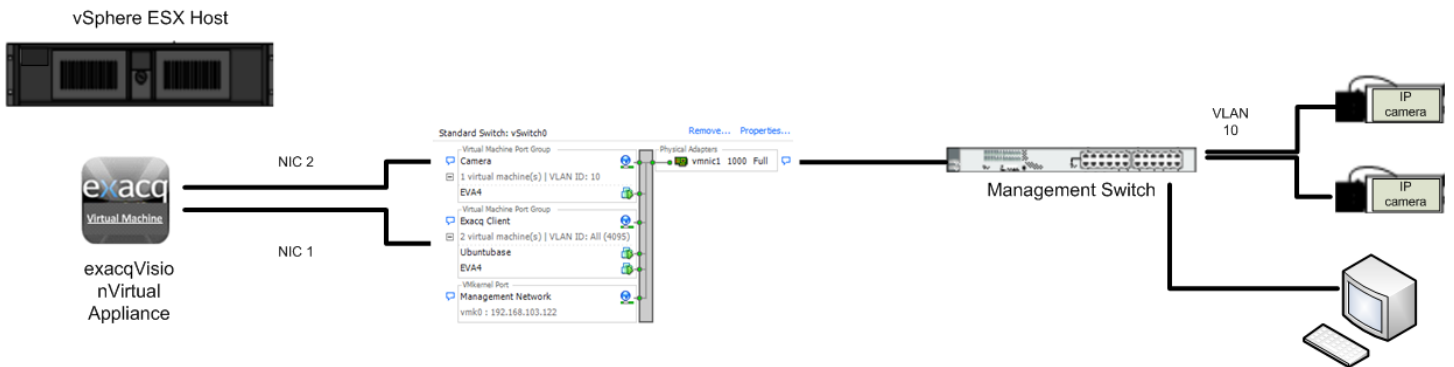 vSphere ESX Host
exacq
Virtual Machine
exacqVisio
nVirtual
Appliance
NIC 2
NIC 1
Standard Switch: vSwitch0
Remove... Properties...
Virtual Machine Port Group
Camera
1 virtual machine(s) | VLAN ID: 10
EVA4
Virtual Machine Port Group
Exacq Client
2 virtual machine(s) | VLAN ID: All (4095)
Ubuntubase
EVA4
VMkernel Port
Management Network
vmk0 : 192.168.103.122
Physical Adapters
vmnic1 1000 Full
Management Switch
VLAN
10
IP
camera
IP
camera